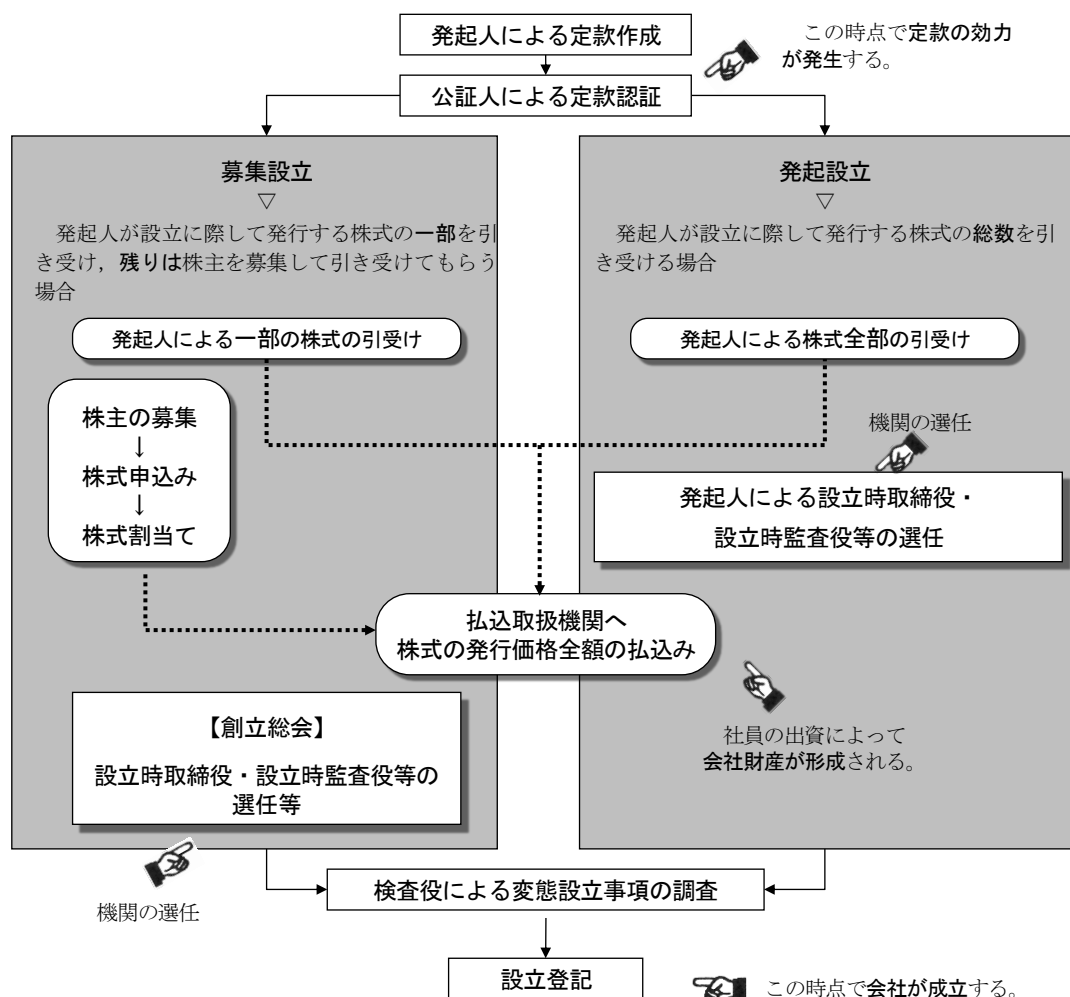 発起人による定款作成
この時点で定款の効力
が発生する。
公証人による定款認証
募集設立
▽
発起人が設立に際して発行する株式の一部を引
き受け，残りは株主を募集して引き受けてもらう
場合
発起人による一部の株式の引受け
株主の募集
↓
株式申込み
↓
株式割当て
発起設立
▽
発起人が設立に際して発行する株式の総数を引
き受ける場合
発起人による株式全部の引受け
機関の選任
発起人による設立時取締役・
設立時監査役等の選任
払込取扱機関へ
株式の発行価格全額の払込み
社員の出資によって
会社財産が形成される。
【創立総会】
設立時取締役・設立時監査役等の
選任等
機関の選任
検査役による変態設立事項の調査
設立登記
この時点で会社が成立する。